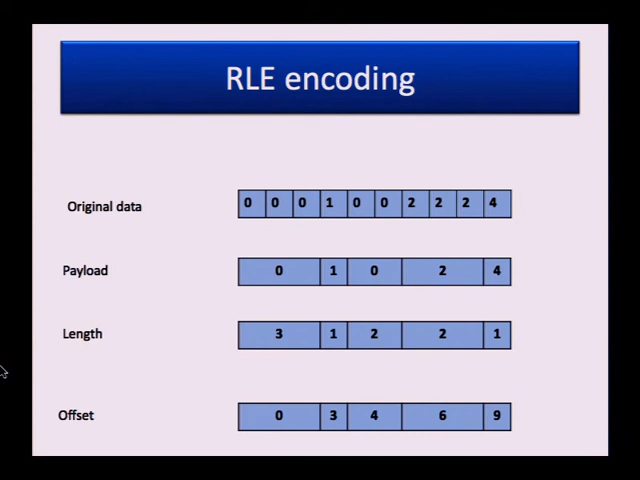 RLE encoding
Original data 0 0 0 1 0 0 2 2 2 4
Payload 0 1 0 2 4
Length 3 1 2 2 1
Offset 0 3 4 6 9